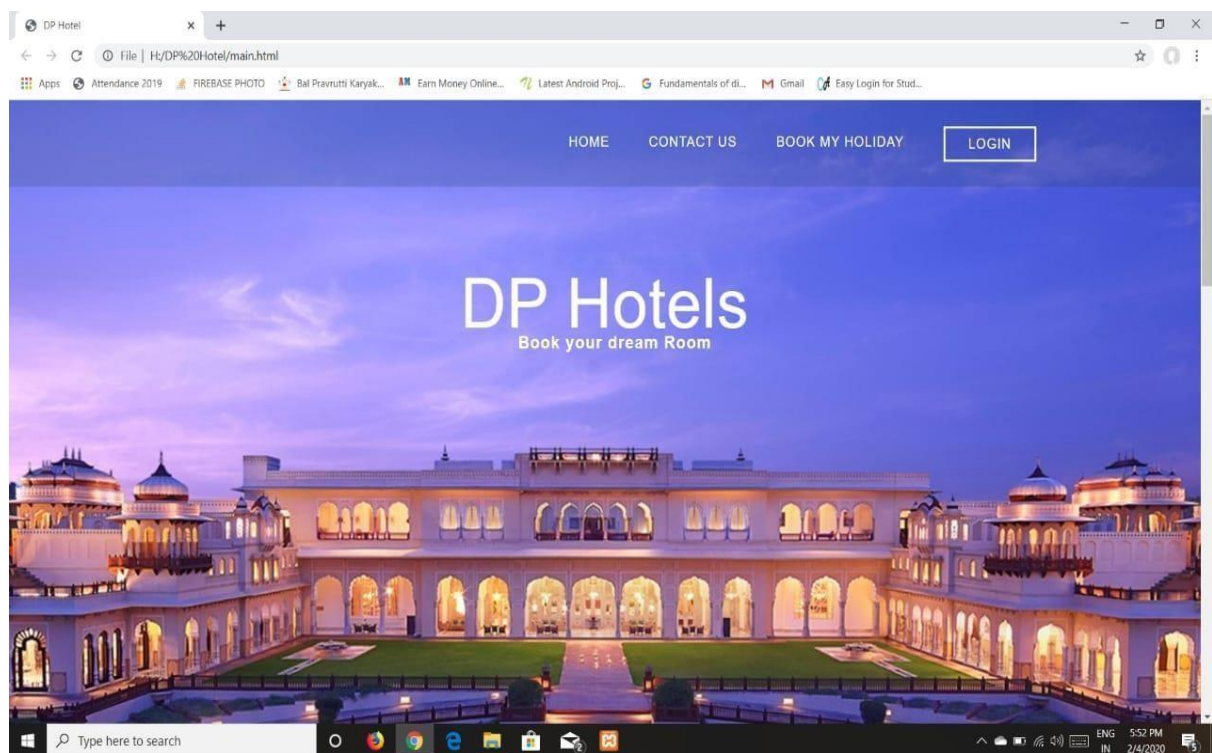 DP Hotel
File | H:/DP%20Hotel/main.html
Apps Attendance 2019 FIREBASE PHOTO Bal Pravrutti Karyak... AM Earn Money Online... Latest Android Proj... G Fundamentals of di... M Gmail Easy Login for Stud...
HOME CONTACT US BOOK MY HOLIDAY LOGIN
DP Hotels
Book your dream Room
Type here to search
ENG 5:52 PM
IN 2/4/2020 5